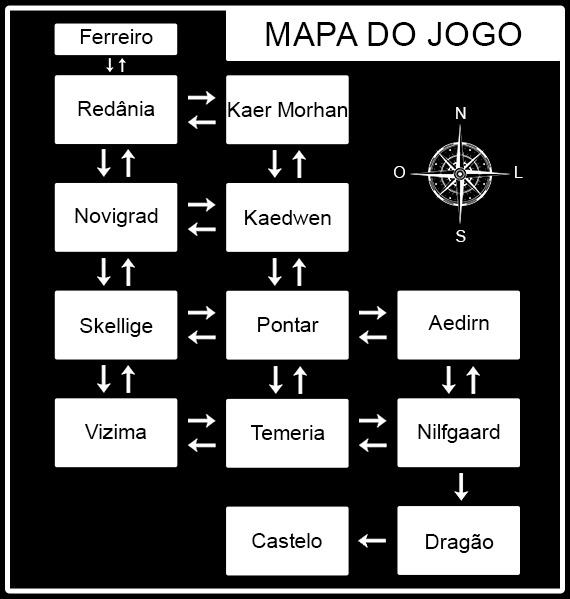 MAPA DO JOGO
Ferreiro
Redânia
Kaer Morhan
N
O
L
S
Novigrad
Kaedwen
Skellige
Pontar
Aedirn
Vizima
Temeria
Nilfgaard
Castelo
Dragão